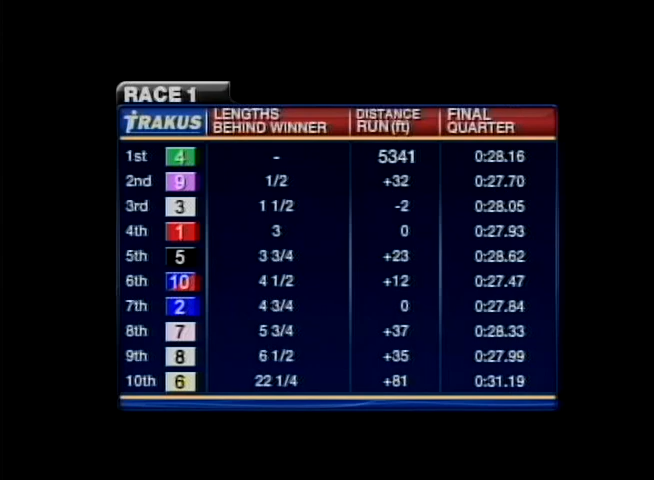 RACE 1
TRAKUS LENGTHS BEHIND WINNER DISTANCE RUN (ft) FINAL QUARTER
1st 4 - 5341 0:28.16
2nd 9 1/2 +32 0:27.70
3rd 3 1 1/2 -2 0:28.05
4th 1 3 0 0:27.93
5th 5 3 3/4 +23 0:28.62
6th 10 4 1/2 +12 0:27.47
7th 2 4 3/4 0 0:27.84
8th 7 5 3/4 +37 0:28.33
9th 8 6 1/2 +35 0:27.99
10th 6 22 1/4 +81 0:31.19